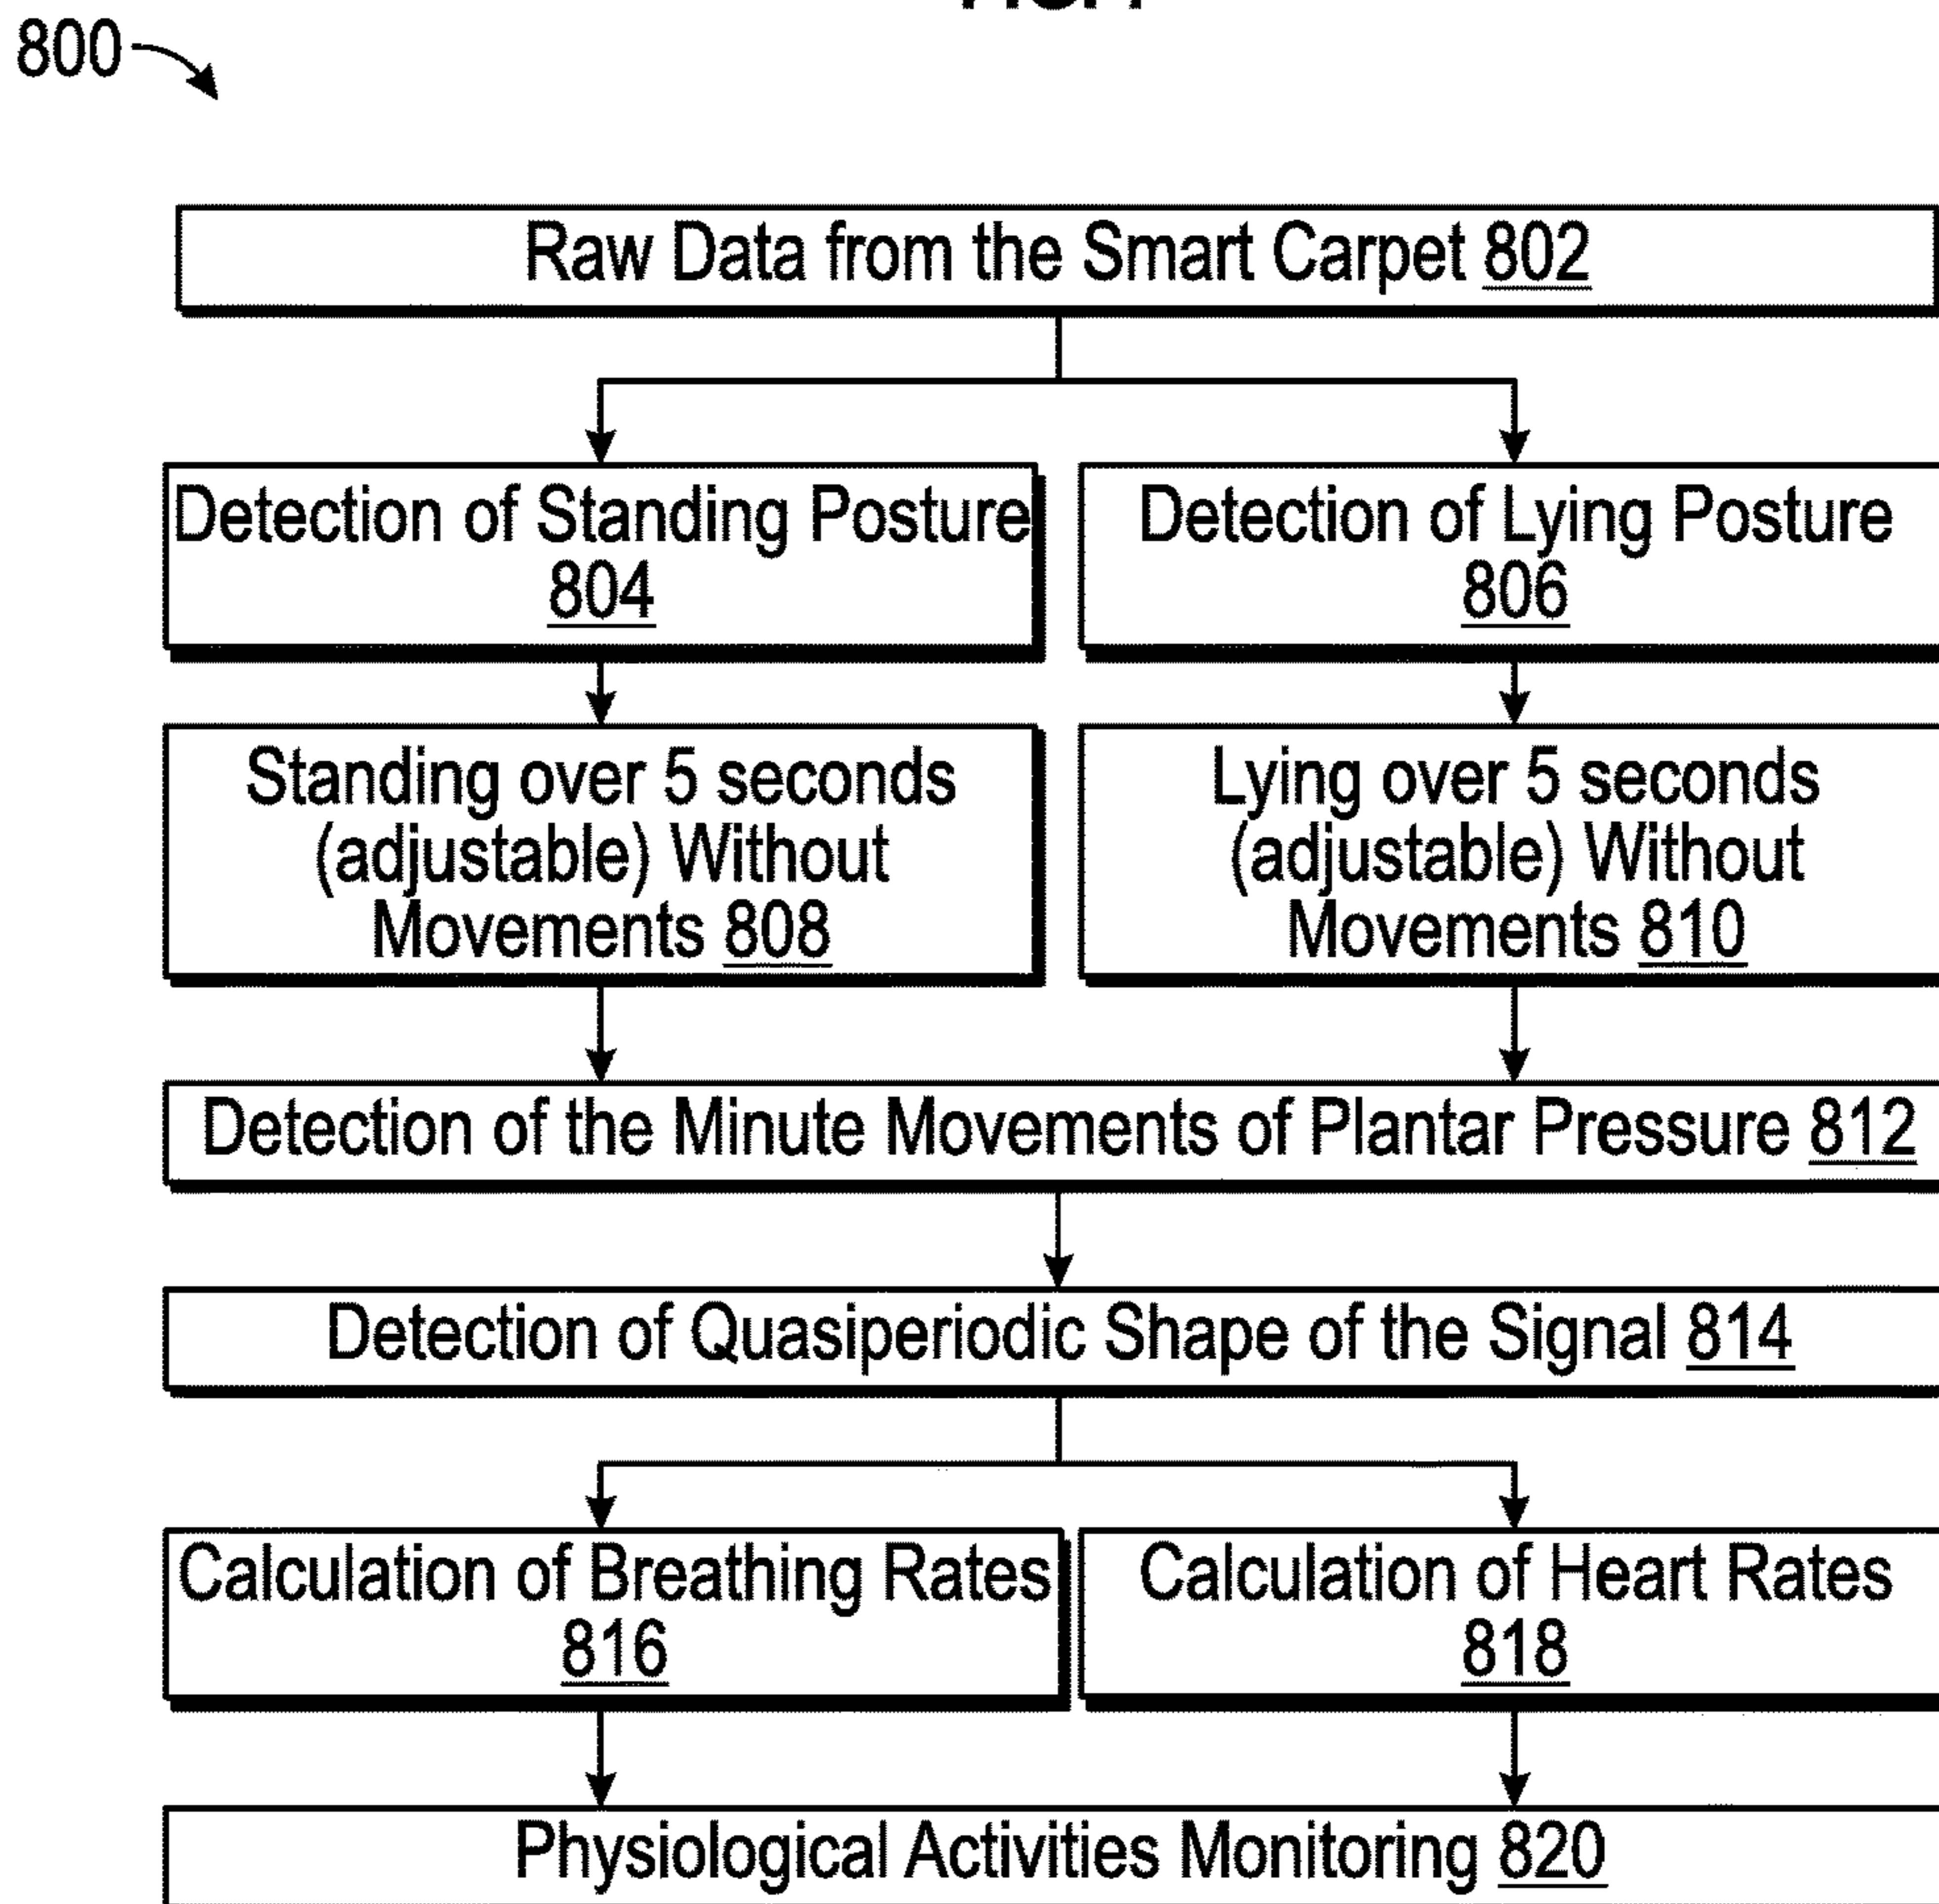 800
Raw Data from the Smart Carpet 802
Detection of Standing Posture
804
Detection of Lying Posture
806
Standing over 5 seconds
(adjustable) Without
Movements 808
Lying over 5 seconds
(adjustable) Without
Movements 810
Detection of the Minute Movements of Plantar Pressure 812
Detection of Quasiperiodic Shape of the Signal 814
Calculation of Breathing Rates
816
Calculation of Heart Rates
818
Physiological Activities Monitoring 820